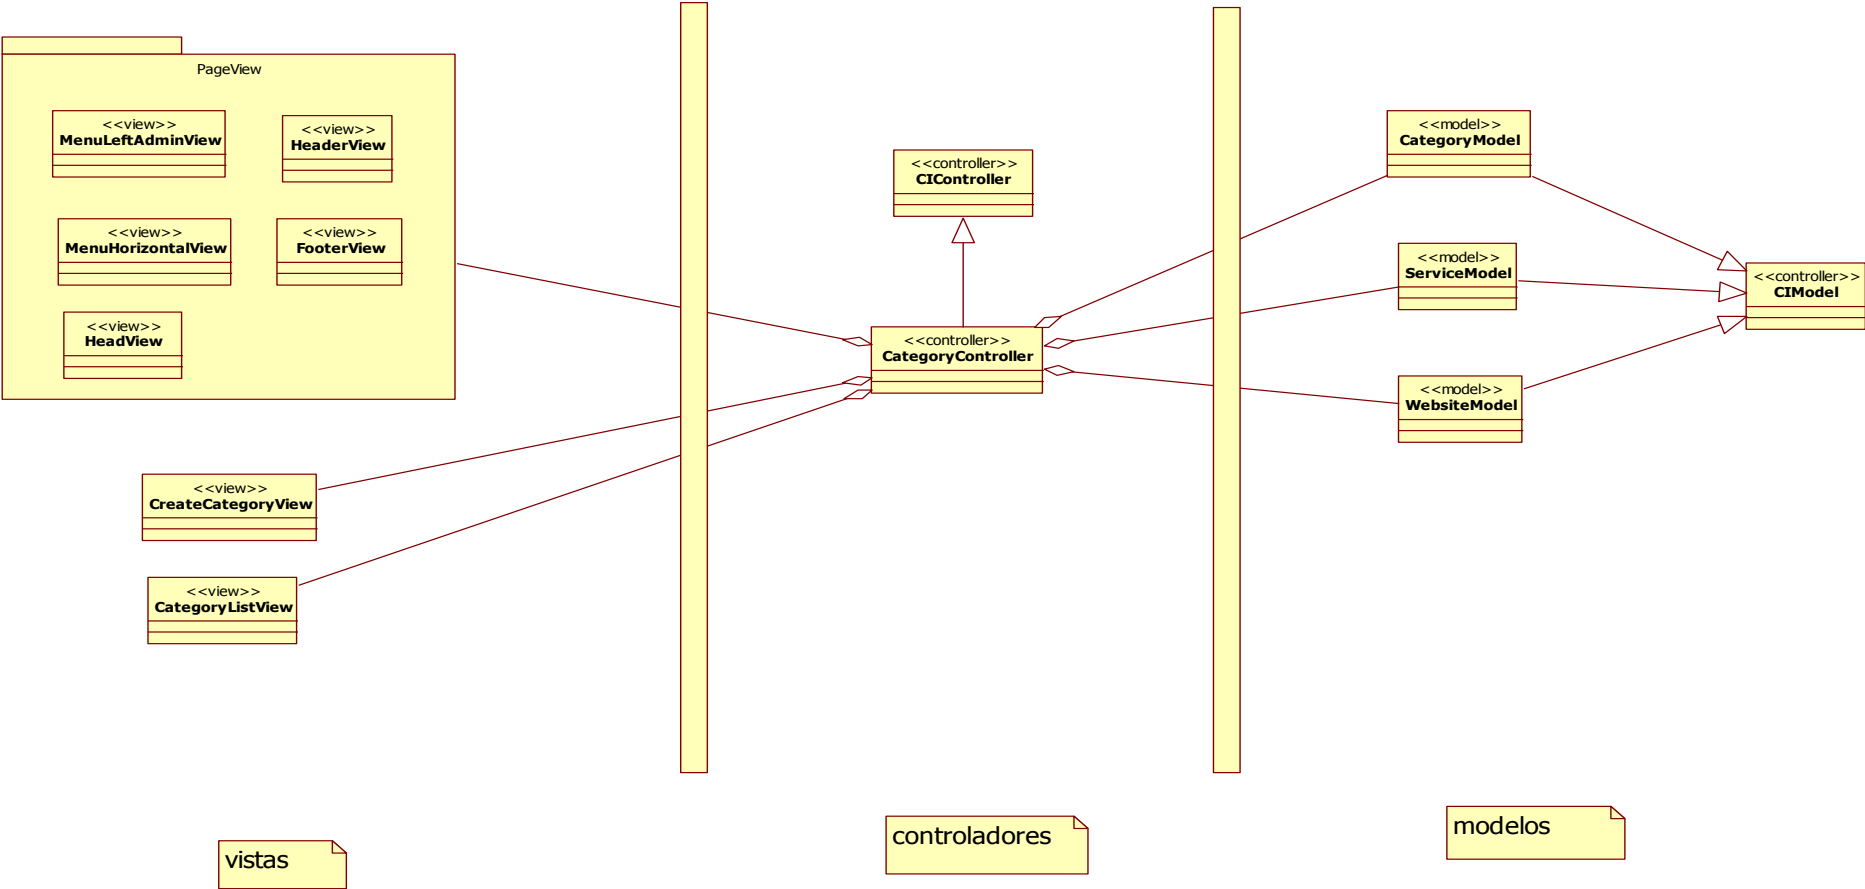 PageView
<<view>>
MenuLeftAdminView
<<view>>
HeaderView
<<view>>
MenuHorizontalView
<<view>>
FooterView
<<view>>
HeadView
<<view>>
CreateCategoryView
<<view>>
CategoryListView
<<controller>>
CIController
<<controller>>
CategoryController
<<model>>
CategoryModel
<<model>>
ServiceModel
<<model>>
WebsiteModel
<<controller>>
CIModel
vistas
controladores
modelos